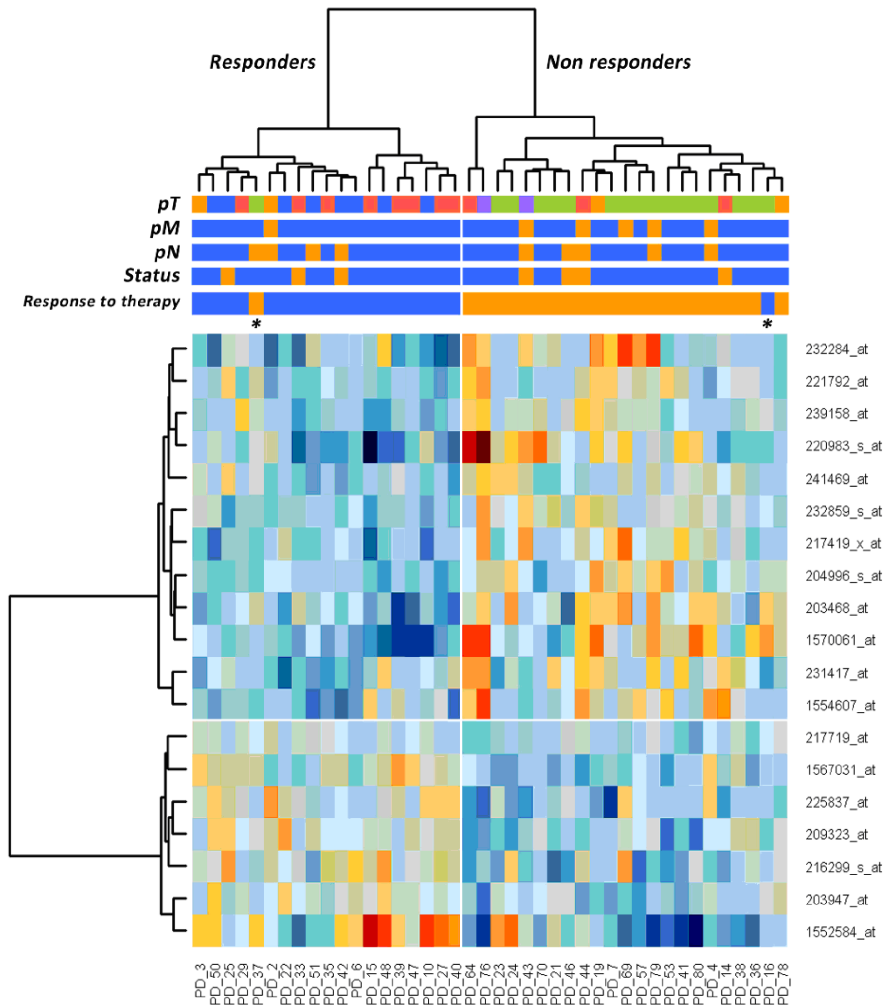 Responders
Non responders
pT
pM
pN
Status
Response to therapy
* *
232284_at
221792_at
239158_at
220983_s_at
241469_at
232859_s_at
217419_x_at
204996_s_at
203468_at
1570061_at
231417_at
1554607_at
217719_at
1567031_at
225837_at
209323_at
216299_s_at
203947_at
1552584_at
PD_3
PD_50
PD_25
PD_29
PD_37
PD_2
PD_22
PD_33
PD_51
PD_35
PD_42
PD_6
PD_15
PD_48
PD_39
PD_47
PD_10
PD_27
PD_40
PD_64
PD_76
PD_23
PD_24
PD_43
PD_70
PD_21
PD_46
PD_44
PD_19
PD_7
PD_69
PD_57
PD_79
PD_53
PD_41
PD_80
PD_4
PD_14
PD_38
PD_36
PD_16
PD_78